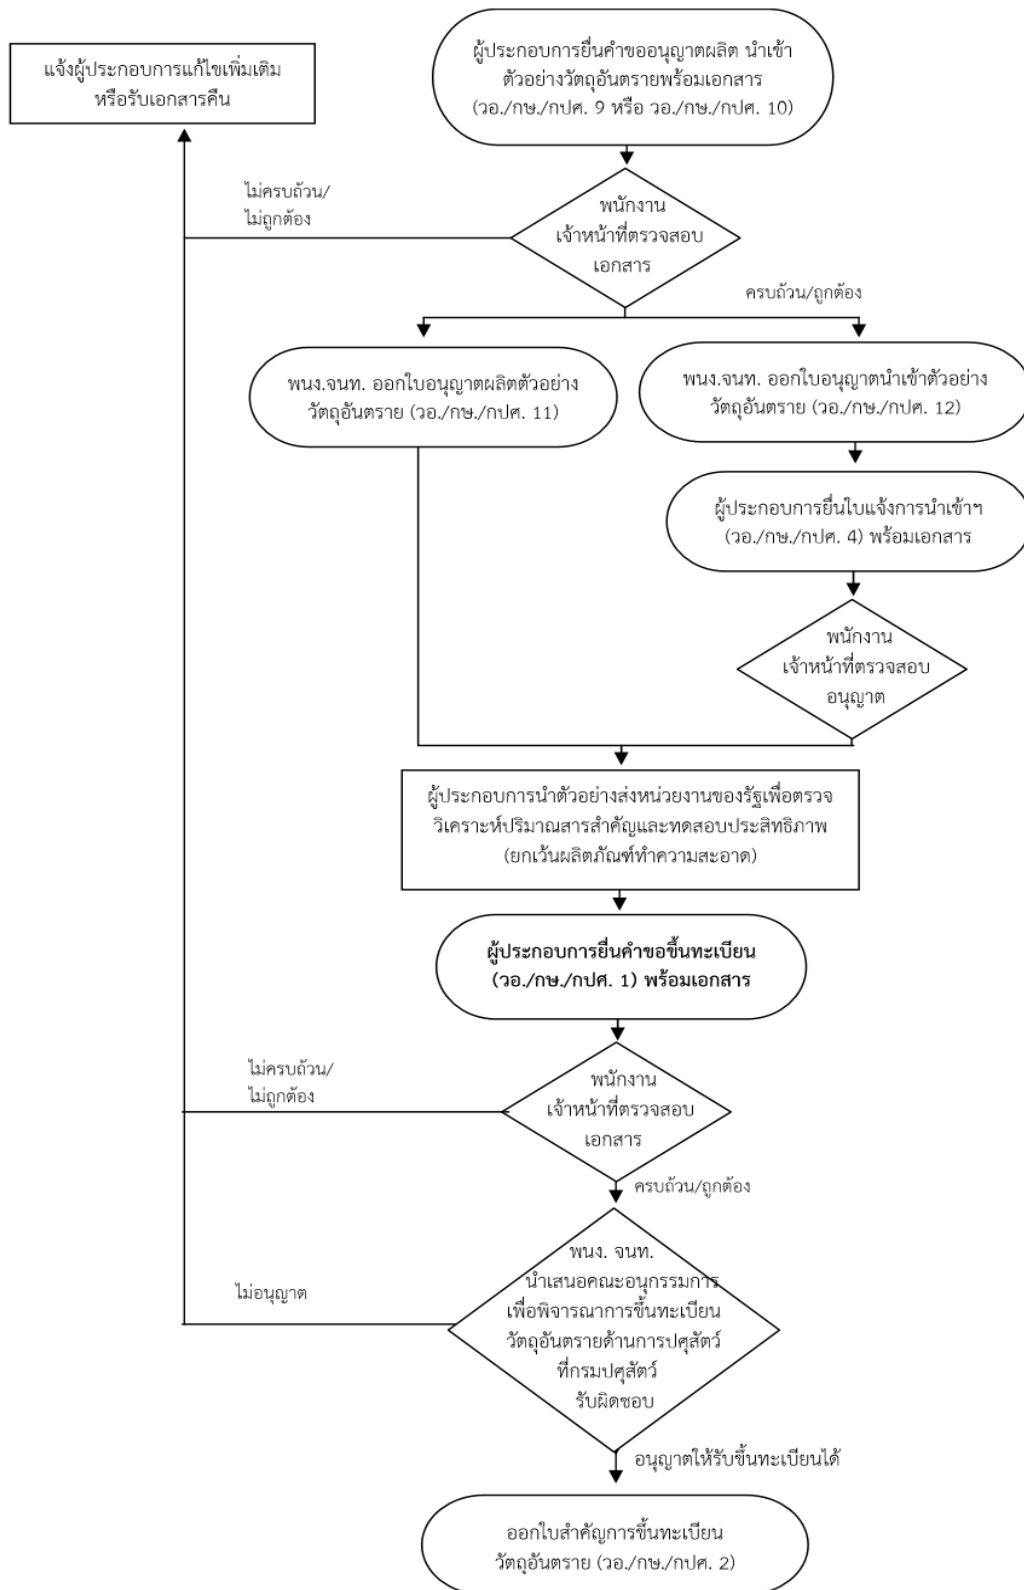 แจ้งผู้ประกอบการแก้ไขเพิ่มเติม
หรือรับเอกสารคืน
ผู้ประกอบการยื่นคำขออนุญาตผลิต นำเข้า
ตัวอย่างวัตถุอันตรายพร้อมเอกสาร
(วอ./กษ./กปศ. 9 หรือ วอ./กษ./กปศ. 10)
ไม่ครบถ้วน/
ไม่ถูกต้อง
พนักงาน
เจ้าหน้าที่ตรวจสอบ
เอกสาร
ครบถ้วน/ถูกต้อง
พนง.จนท. ออกใบอนุญาตผลิตตัวอย่าง
วัตถุอันตราย (วอ./กษ./กปศ. 11)
พนง.จนท. ออกใบอนุญาตนำเข้าตัวอย่าง
วัตถุอันตราย (วอ./กษ./กปศ. 12)
ผู้ประกอบการยื่นใบแจ้งการนำเข้าฯ
(วอ./กษ./กปศ. 4) พร้อมเอกสาร
พนักงาน
เจ้าหน้าที่ตรวจสอบ
อนุญาต
ผู้ประกอบการนำตัวอย่างส่งหน่วยงานของรัฐเพื่อตรวจ
วิเคราะห์ปริมาณสารสำคัญและทดสอบประสิทธิภาพ
(ยกเว้นผลิตภัณฑ์ทำความสะอาด)
ผู้ประกอบการยื่นคำขอขึ้นทะเบียน
(วอ./กษ./กปศ. 1) พร้อมเอกสาร
ไม่ครบถ้วน/
ไม่ถูกต้อง
พนักงาน
เจ้าหน้าที่ตรวจสอบ
เอกสาร
ครบถ้วน/ถูกต้อง
ไม่อนุญาต
พนง. จนท.
นำเสนอคณะอนุกรรมการ
เพื่อพิจารณาการขึ้นทะเบียน
วัตถุอันตรายด้านการปศุสัตว์
ที่กรมปศุสัตว์
รับผิดชอบ
อนุญาตให้รับขึ้นทะเบียนได้
ออกใบสำคัญการขึ้นทะเบียน
วัตถุอันตราย (วอ./กษ./กปศ. 2)